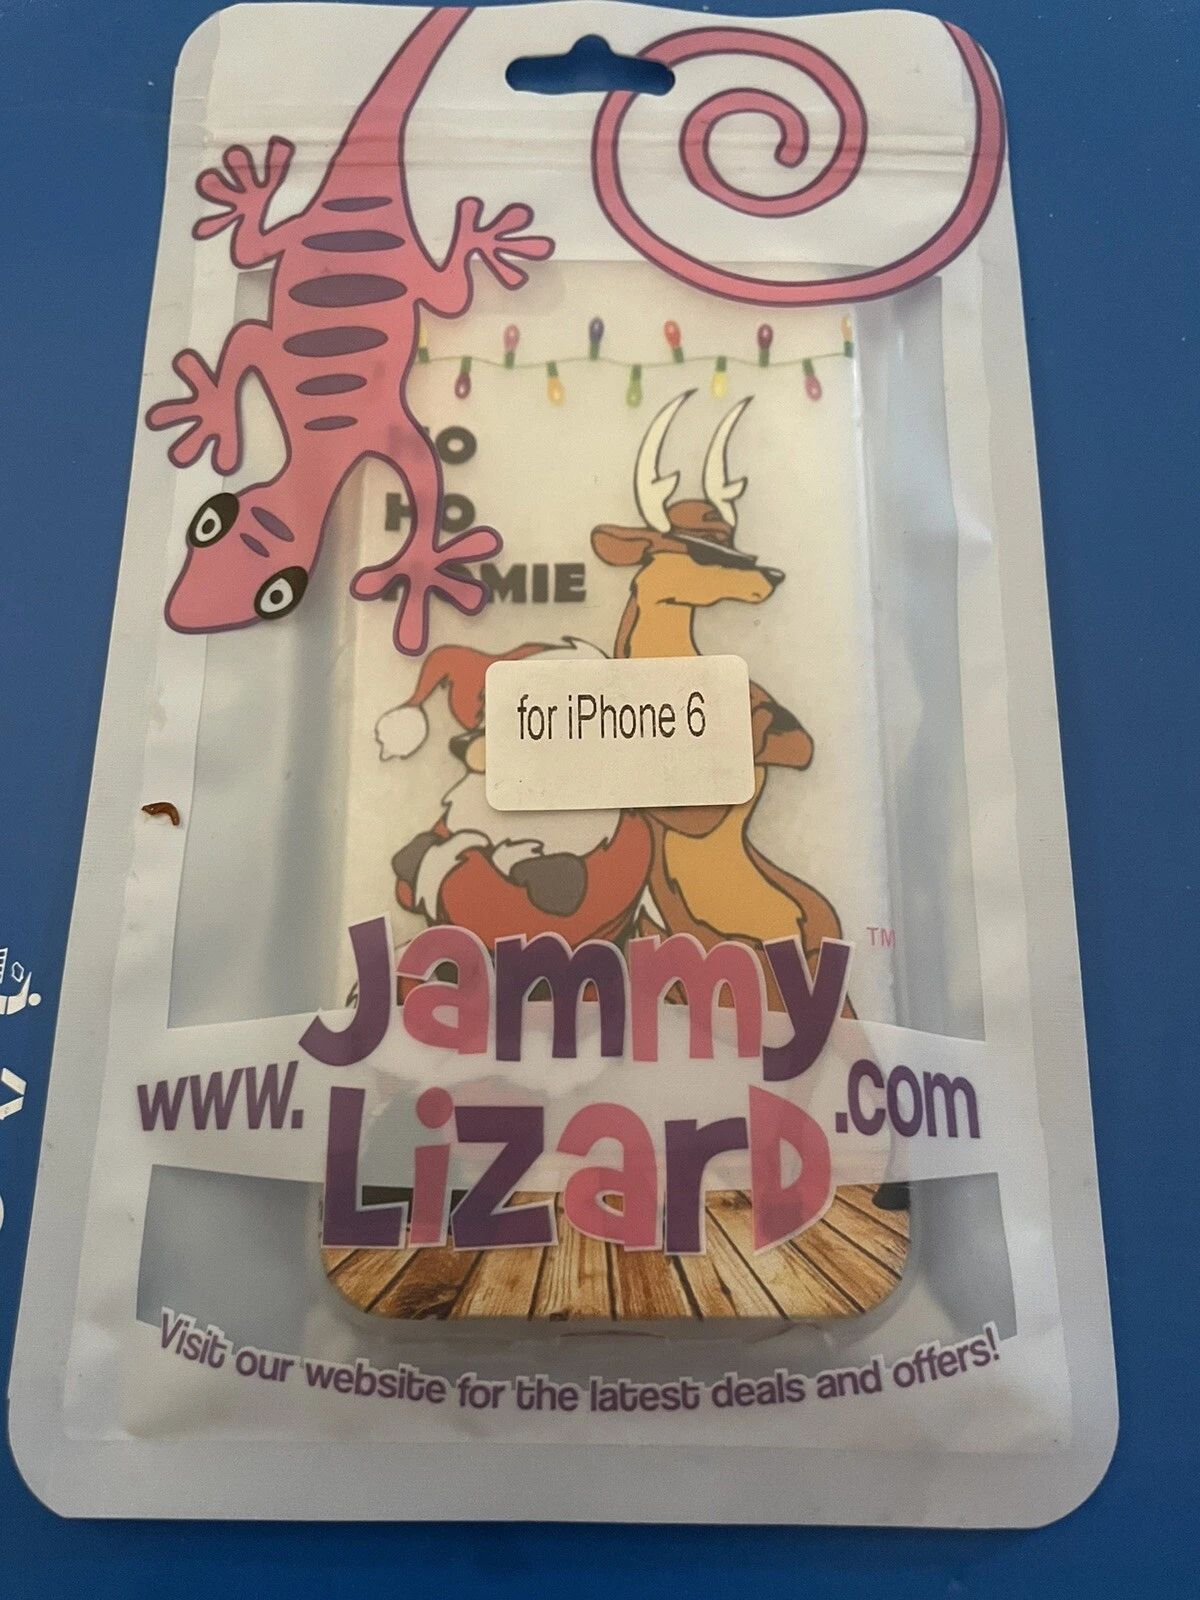 HO
HO
HOMIE
for iPhone 6
Jammy
TM
www.
Lizard
.com
Visit our website for the latest deals and offers!